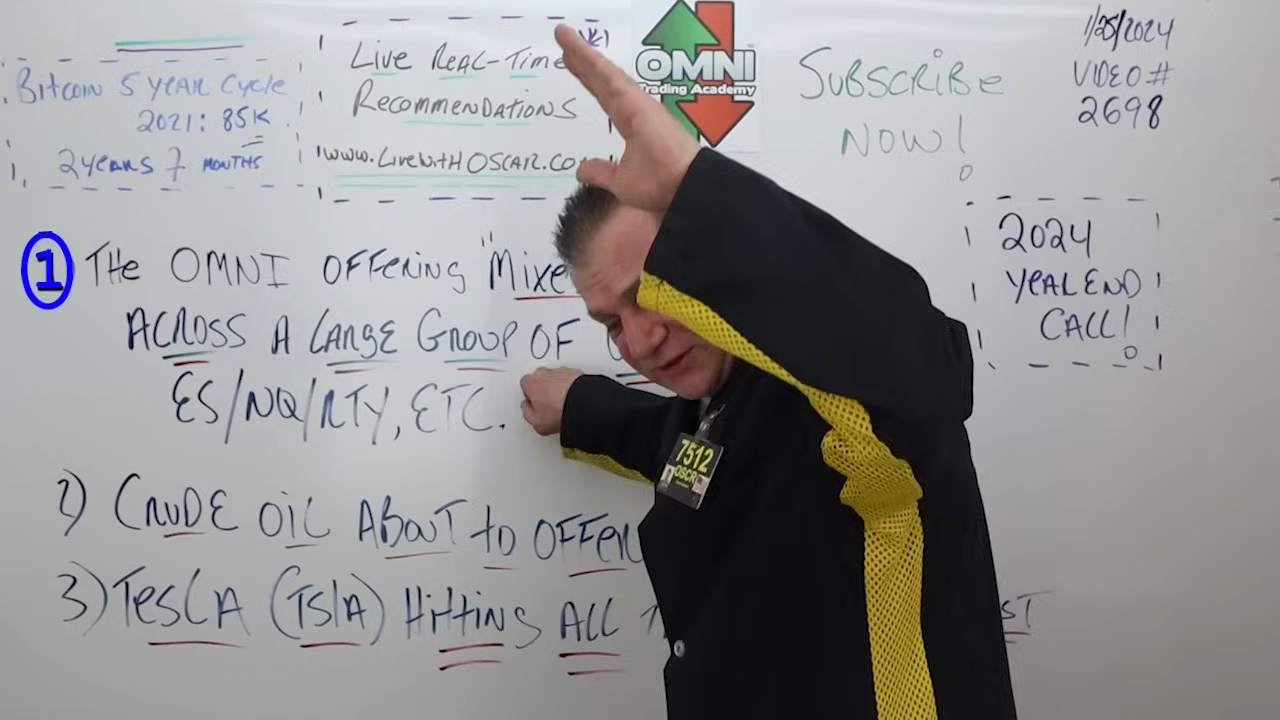 Bitcoin 5 Year Cycle
2021: 85K
2 years 7 months
Live Real-Time
Recommendations
www.LivewithOSCAR.co
OMNI
Trading Academy
SUBSCRIBE
NOW!
1/25/2024
VIDEO #
2698
2024
YEAR END
CALL!
1 THE OMNI OFFERING "Mixe
ACROSS A LARGE GROUP OF
ES/NQ/RTY, ETC.
2) CRUDE OIL ABOUT to OFFER
3) TESLA (TSLA) Hitting ALL
7512
OSCR